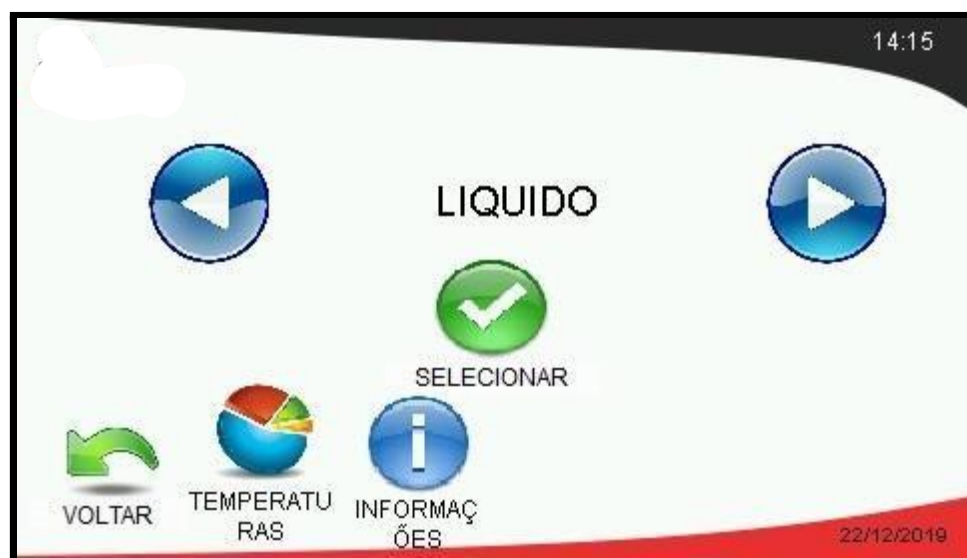 14:15
LIQUIDO
SELECIONAR
VOLTAR
TEMPERATU
RAS
INFORMAÇ
ÕES
22/12/2019